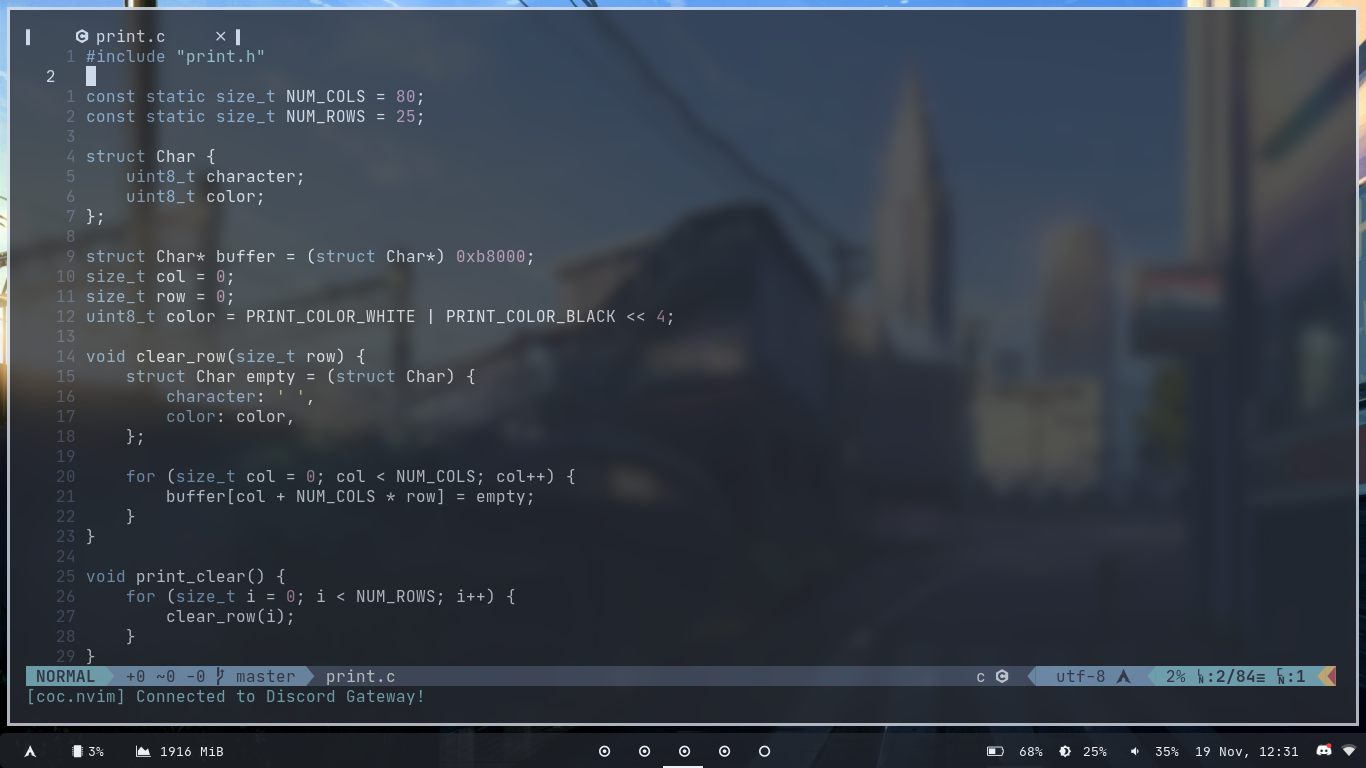 print.c ×
1 #include "print.h"
2
1 const static size_t NUM_COLS = 80;
2 const static size_t NUM_ROWS = 25;
3
4 struct Char {
5     uint8_t character;
6     uint8_t color;
7 };
8
9 struct Char* buffer = (struct Char*) 0xb8000;
10 size_t col = 0;
11 size_t row = 0;
12 uint8_t color = PRINT_COLOR_WHITE | PRINT_COLOR_BLACK << 4;
13
14 void clear_row(size_t row) {
15     struct Char empty = (struct Char) {
16         character: ' ',
17         color: color,
18     };
19
20     for (size_t col = 0; col < NUM_COLS; col++) {
21         buffer[col + NUM_COLS * row] = empty;
22     }
23 }
24
25 void print_clear() {
26     for (size_t i = 0; i < NUM_ROWS; i++) {
27         clear_row(i);
28     }
29 }
NORMAL +0 ~0 -0 master print.c c utf-8 2% LN:2/84≡ CN:1
[coc.nvim] Connected to Discord Gateway!
3% 1916 MiB 68% 25% 35% 19 Nov, 12:31